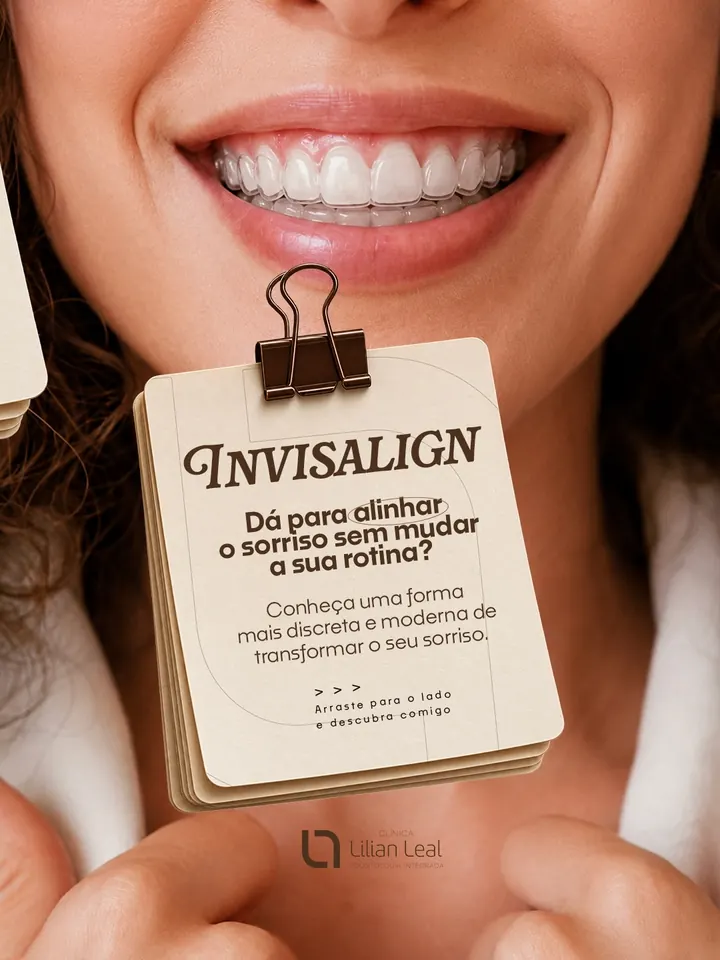 INVISALIGN
Dá para alinhar
o sorriso sem mudar
a sua rotina?
Conheça uma forma
mais discreta e moderna de
transformar o seu sorriso.
> > >
Arraste para o lado
e descubra comigo
CLÍNICA
Lilian Leal